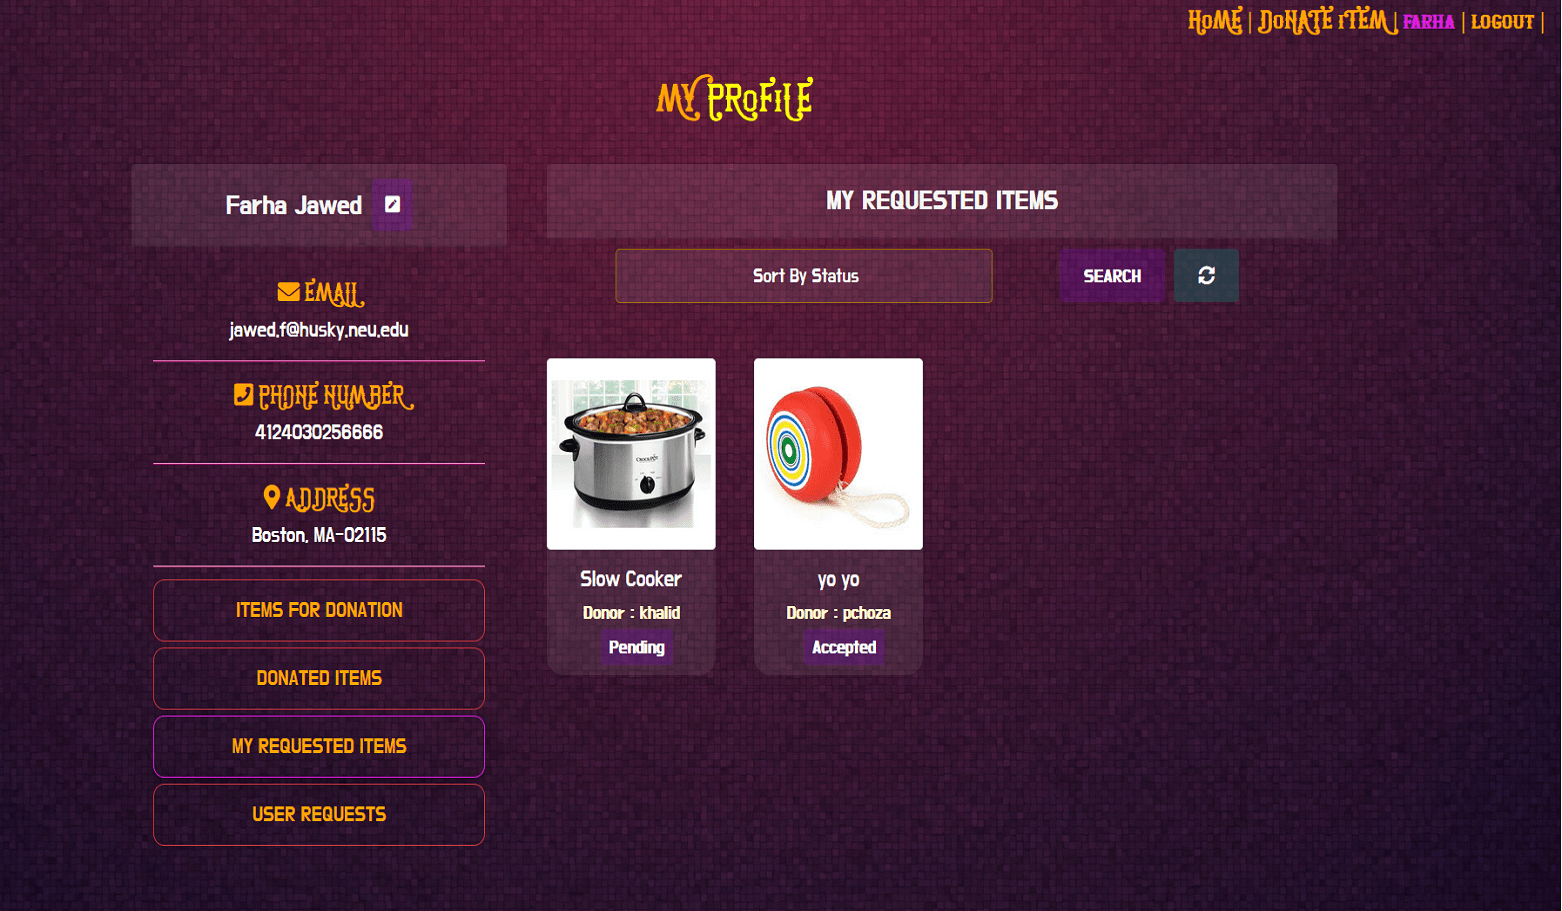 HOME | DONATE ITEM | FARHA | LOGOUT |
MY PROFILE
Farha Jawed
EMAIL
jawed.f@husky.neu.edu
PHONE NUMBER
4124030256666
ADDRESS
Boston, MA-02115
ITEMS FOR DONATION
DONATED ITEMS
MY REQUESTED ITEMS
USER REQUESTS
MY REQUESTED ITEMS
Sort By Status
SEARCH
CROCKPOT
Slow Cooker
Donor : khalid
Pending
yo yo
Donor : pchoza
Accepted